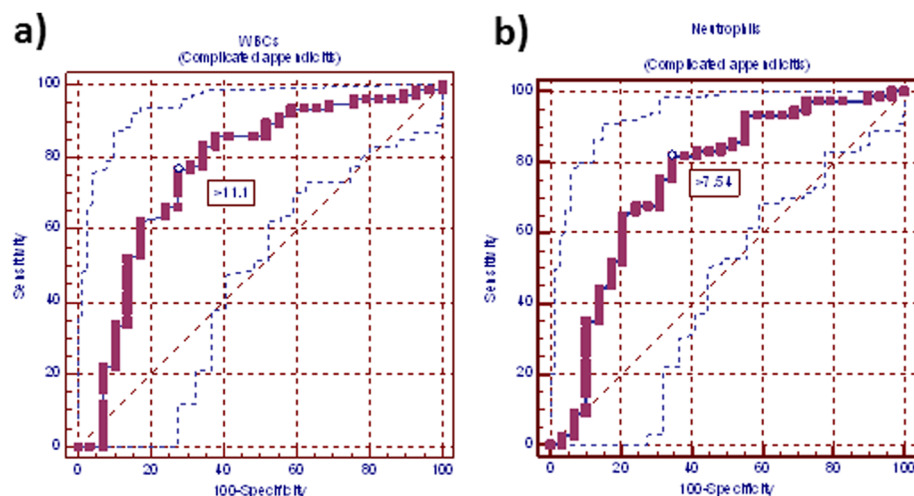 a)
WBCs
(Complicated appendicitis)
100
80
60
40
20
0
Sensitivity
>11.1
0 20 40 60 80 100
100-Specificity
b)
Neutrophils
(Complicated appendicitis)
100
80
60
40
20
0
Sensitivity
>7.54
0 20 40 60 80 100
100-Specificity